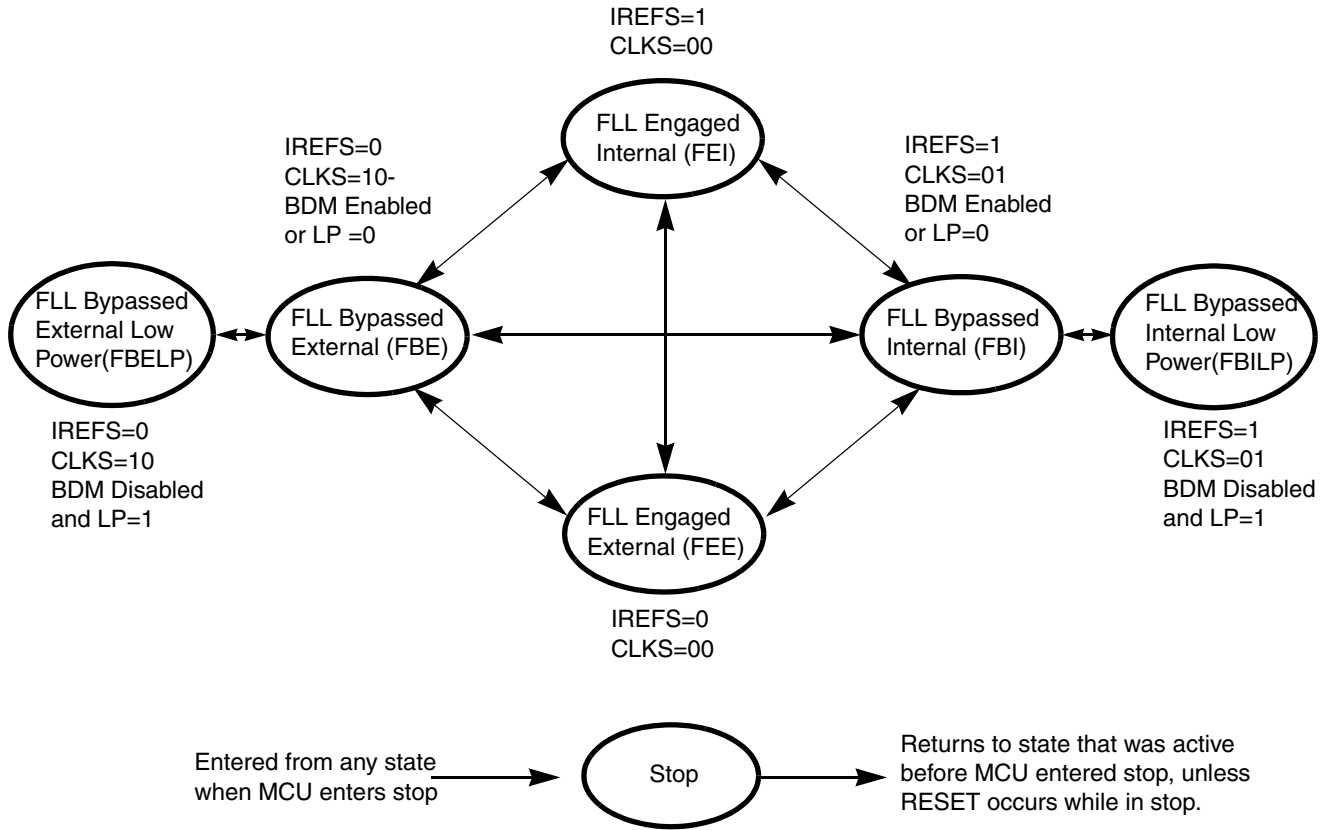 IREFS=1
CLKS=00
FLL Engaged
Internal (FEI)
IREFS=0
CLKS=10-
BDM Enabled
or LP =0
IREFS=1
CLKS=01
BDM Enabled
or LP=0
FLL Bypassed
External Low
Power(FBELP)
FLL Bypassed
External (FBE)
FLL Bypassed
Internal (FBI)
FLL Bypassed
Internal Low
Power(FBILP)
IREFS=0
CLKS=10
BDM Disabled
and LP=1
IREFS=1
CLKS=01
BDM Disabled
and LP=1
FLL Engaged
External (FEE)
IREFS=0
CLKS=00
Entered from any state
when MCU enters stop
Stop
Returns to state that was active
before MCU entered stop, unless
RESET occurs while in stop.